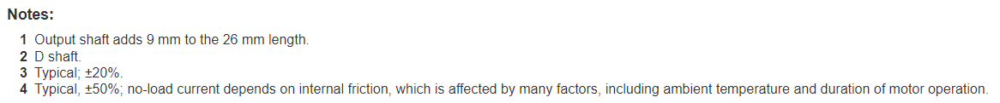 Notes:
1 Output shaft adds 9 mm to the 26 mm length.
2 D shaft.
3 Typical; ±20%.
4 Typical, ±50%; no-load current depends on internal friction, which is affected by many factors, including ambient temperature and duration of motor operation.